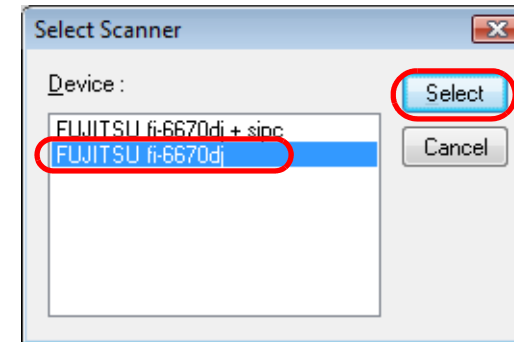 Select Scanner
Device :
Select
FUJITSU fi-6670dj + sipc
FUJITSU fi-6670dj
Cancel